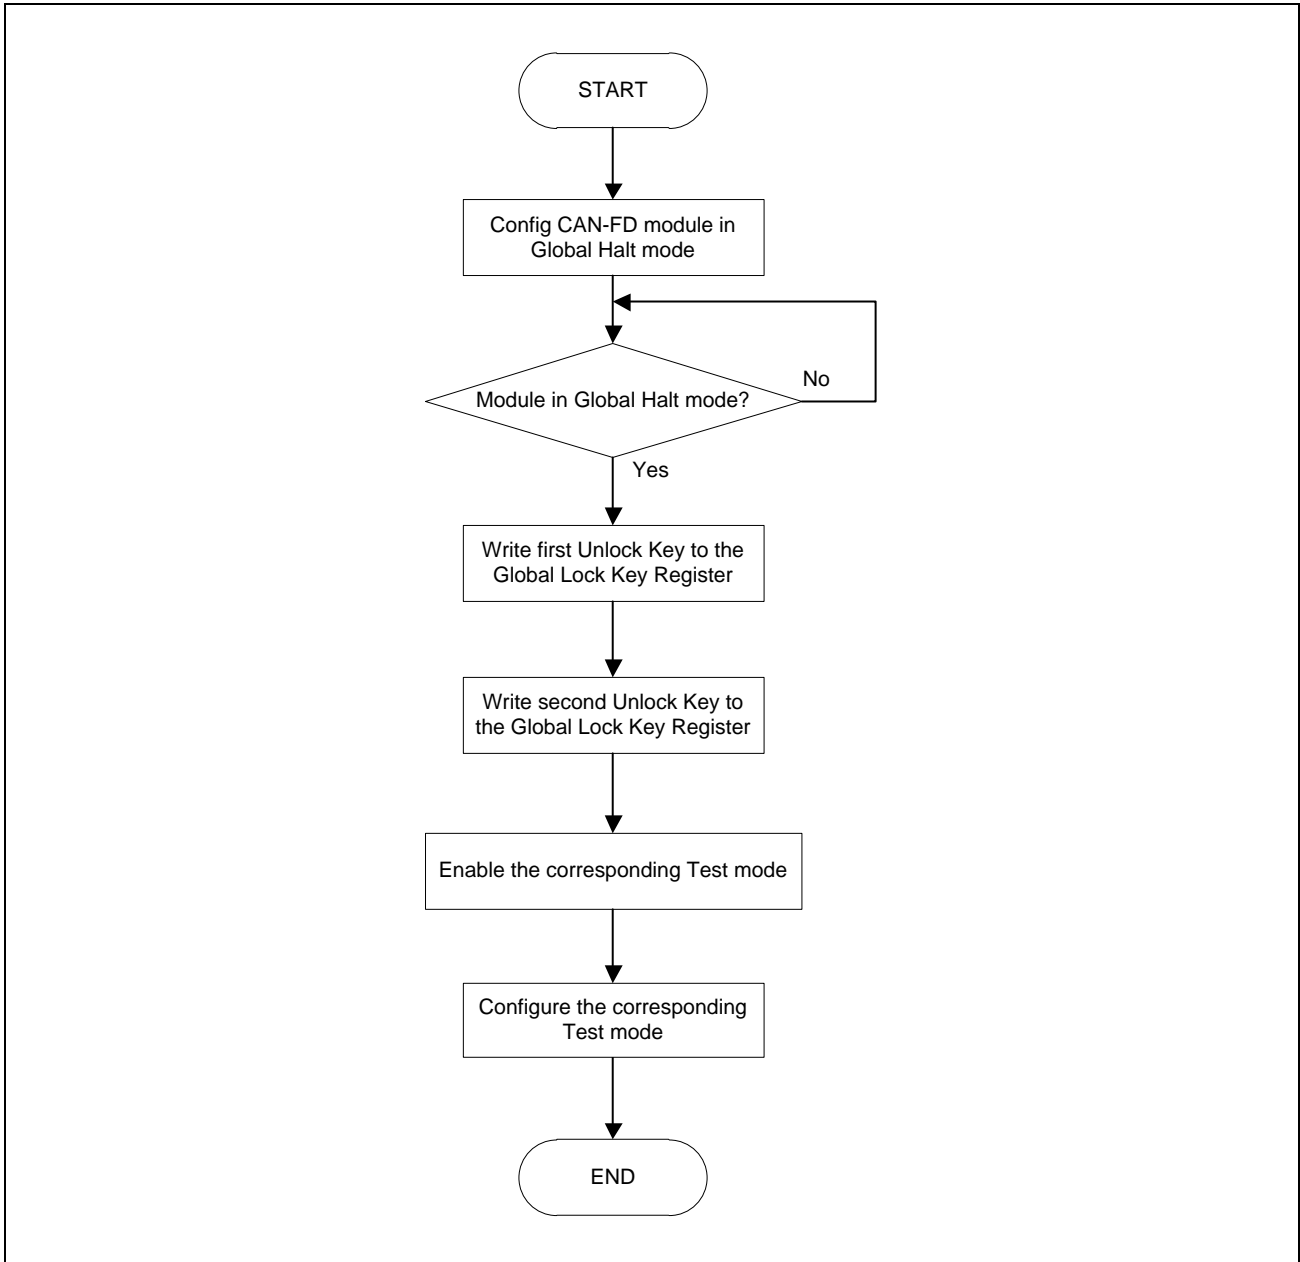 START
Config CAN-FD module in
Global Halt mode
No
Module in Global Halt mode?
Yes
Write first Unlock Key to the
Global Lock Key Register
Write second Unlock Key to
the Global Lock Key Register
Enable the corresponding Test mode
Configure the corresponding
Test mode
END